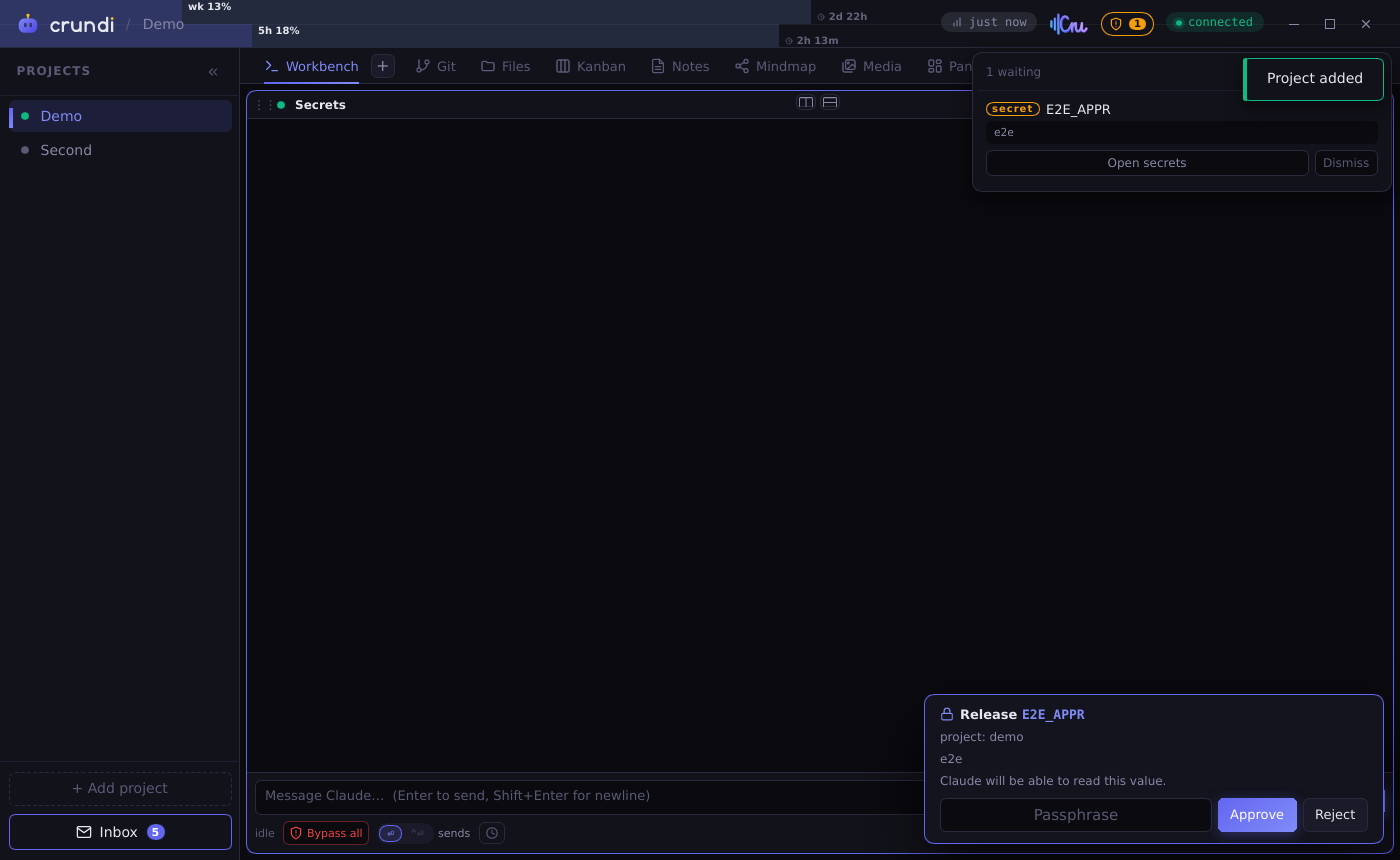 wk 13%
2d 22h
5h 18%
2h 13m
crundi / Demo
just now
Cru
1
connected
PROJECTS «
Workbench + Git Files Kanban Notes Mindmap Media Pan
Demo
Second
Secrets
1 waiting
Project added
secret E2E_APPR
e2e
Open secrets Dismiss
Release E2E_APPR
project: demo
e2e
Claude will be able to read this value.
Passphrase Approve Reject
Message Claude… (Enter to send, Shift+Enter for newline)
idle Bypass all ⏎ ^⏎ sends
+ Add project
Inbox 5